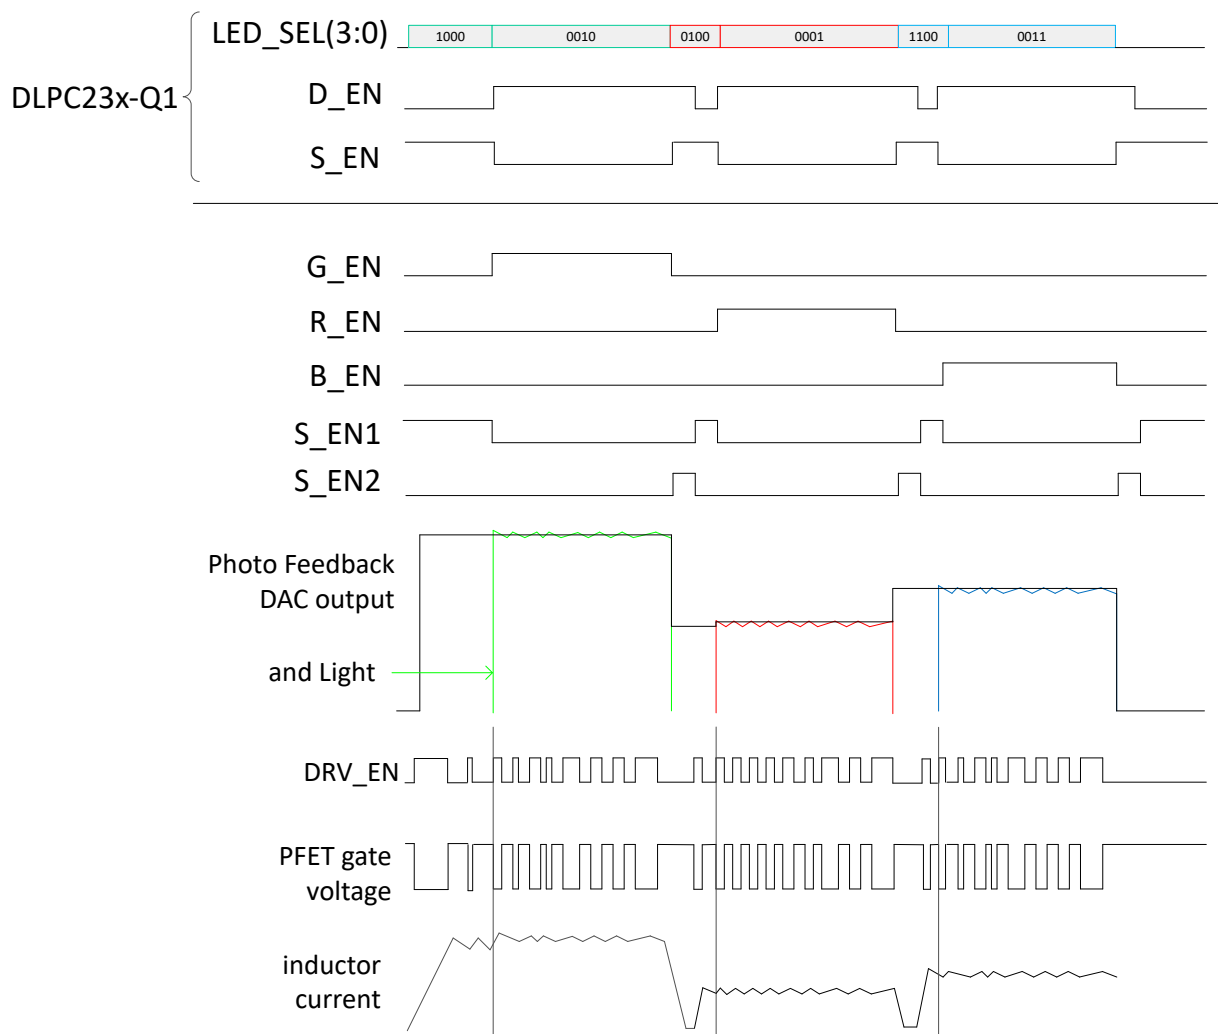 LED_SEL(3:0)
1000 0010 0100 0001 1100 0011
DLPC23x-Q1
D_EN
S_EN
G_EN
R_EN
B_EN
S_EN1
S_EN2
Photo Feedback
DAC output
and Light
DRV_EN
PFET gate
voltage
inductor
current